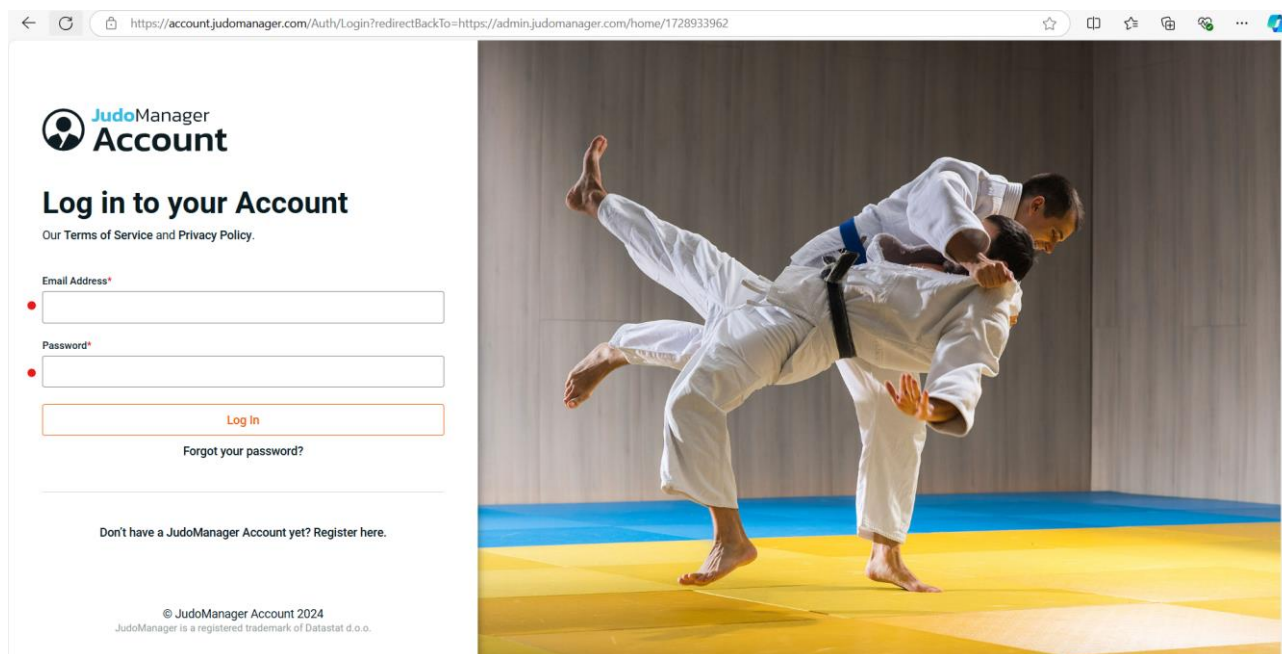 https://account.judomanager.com/Auth/Login?redirectBackTo=https://admin.judomanager.com/home/1728933962
JudoManager
Account
Log in to your Account
Our Terms of Service and Privacy Policy.
Email Address*
Password*
Log In
Forgot your password?
Don't have a JudoManager Account yet? Register here.
© JudoManager Account 2024
JudoManager is a registered trademark of Datastat d.o.o.